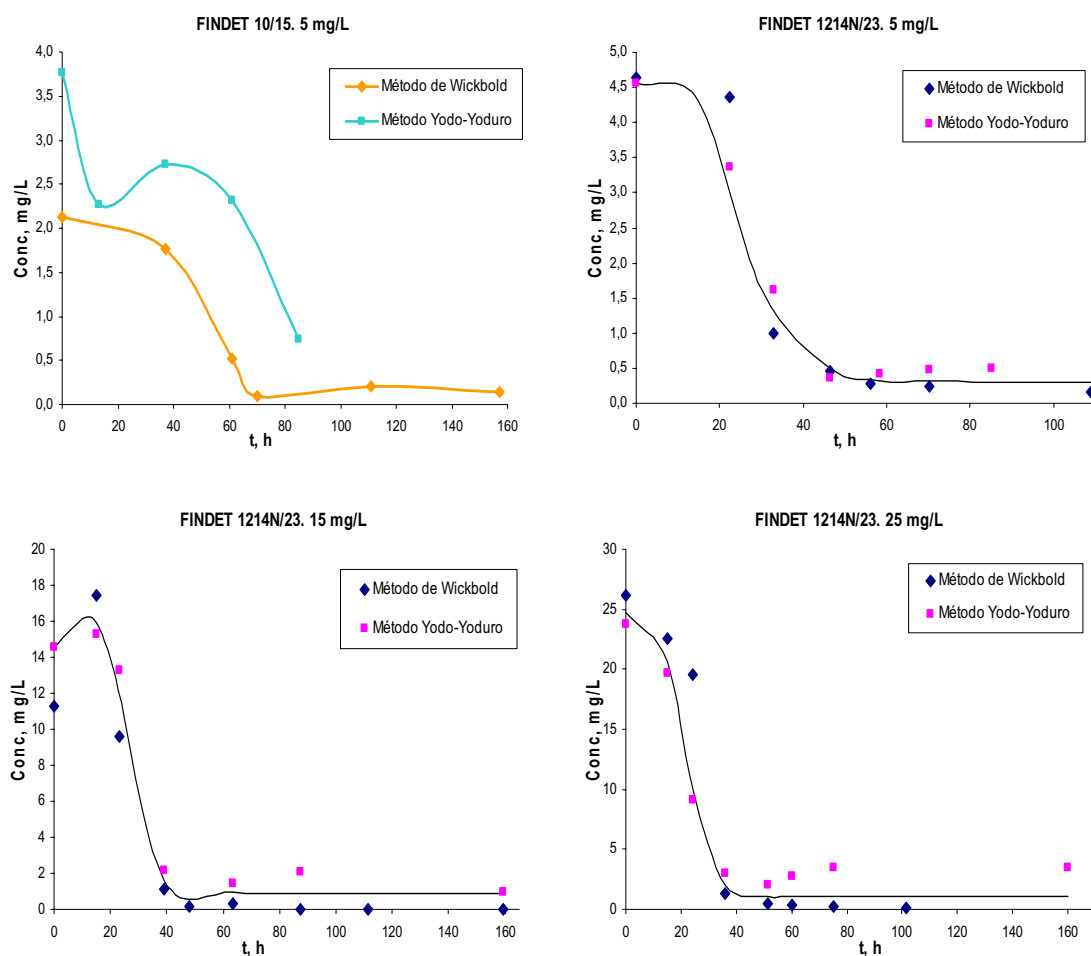 FINDET 10/15. 5 mg/L
4,0
3,5
3,0
2,5
2,0
1,5
1,0
0,5
0,0
Conc, mg/L
Método de Wickbold
Método Yodo-Yoduro
0 20 40 60 80 100 120 140 160
t, h
FINDET 1214N/23. 5 mg/L
5,0
4,5
4,0
3,5
3,0
2,5
2,0
1,5
1,0
0,5
0,0
Conc, mg/L
Método de Wickbold
Método Yodo-Yoduro
0 20 40 60 80 100
t, h
FINDET 1214N/23. 15 mg/L
20
18
16
14
12
10
8
6
4
2
0
Conc, mg/L
Método de Wickbold
Método Yodo-Yoduro
0 20 40 60 80 100 120 140 160
t, h
FINDET 1214N/23. 25 mg/L
30
25
20
15
10
5
0
Conc, mg/L
Método de Wickbold
Método Yodo-Yoduro
0 20 40 60 80 100 120 140 160
t, h